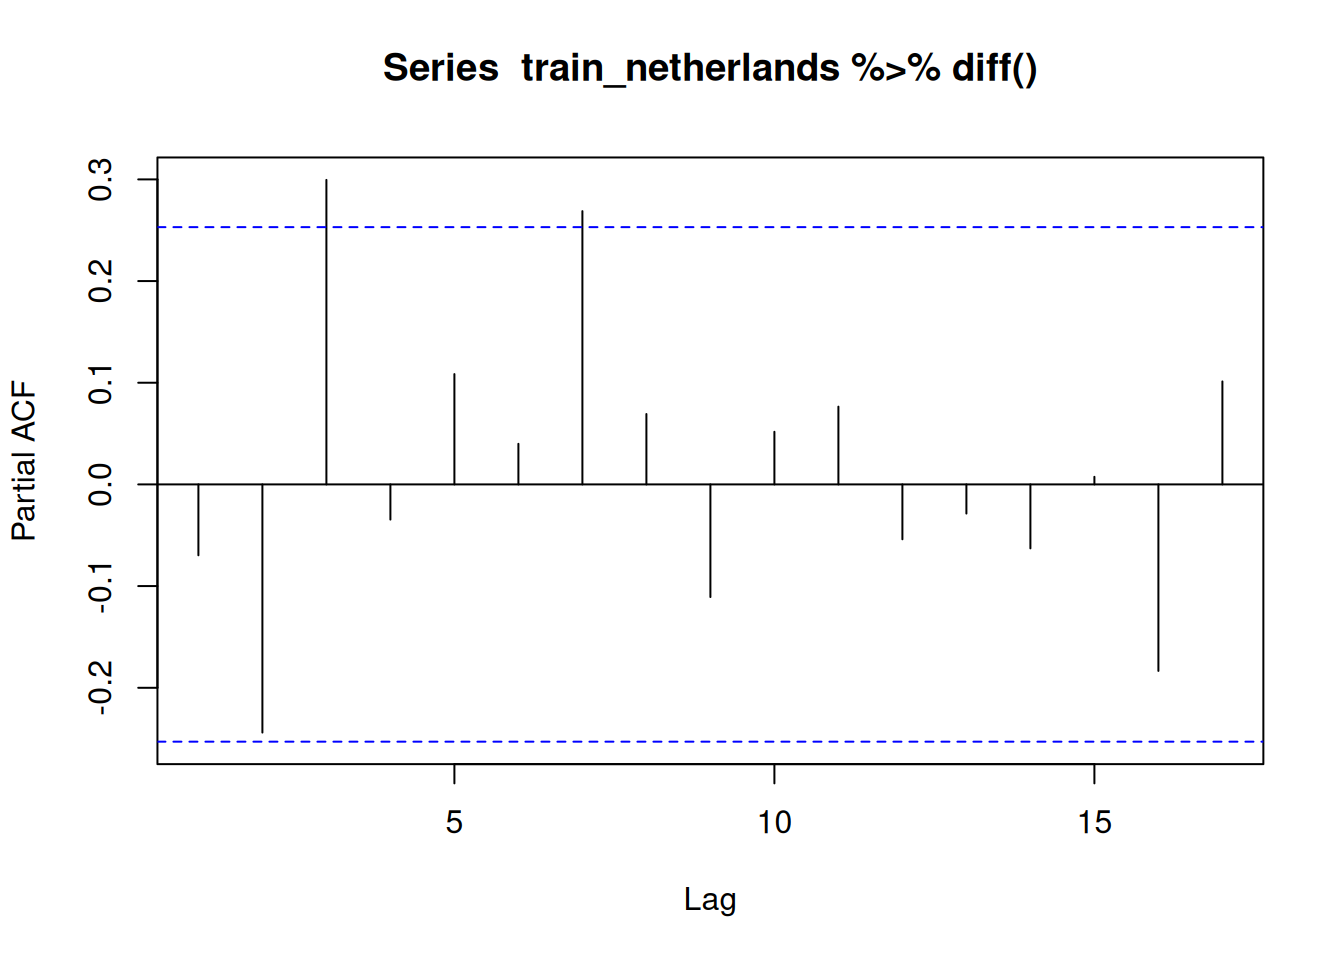 Series  train_netherlands %>% diff()
Partial ACF
0.3
0.2
0.1
0.0
-0.1
-0.2
5 10 15
Lag